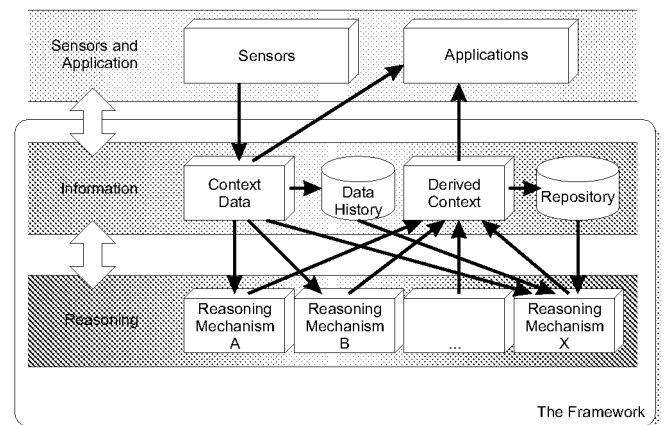 Sensors and
Application
Sensors
Applications
Information
Context
Data
Data
History
Derived
Context
Repository
Reasoning
Reasoning
Mechanism
A
Reasoning
Mechanism
B
...
Reasoning
Mechanism
X
The Framework